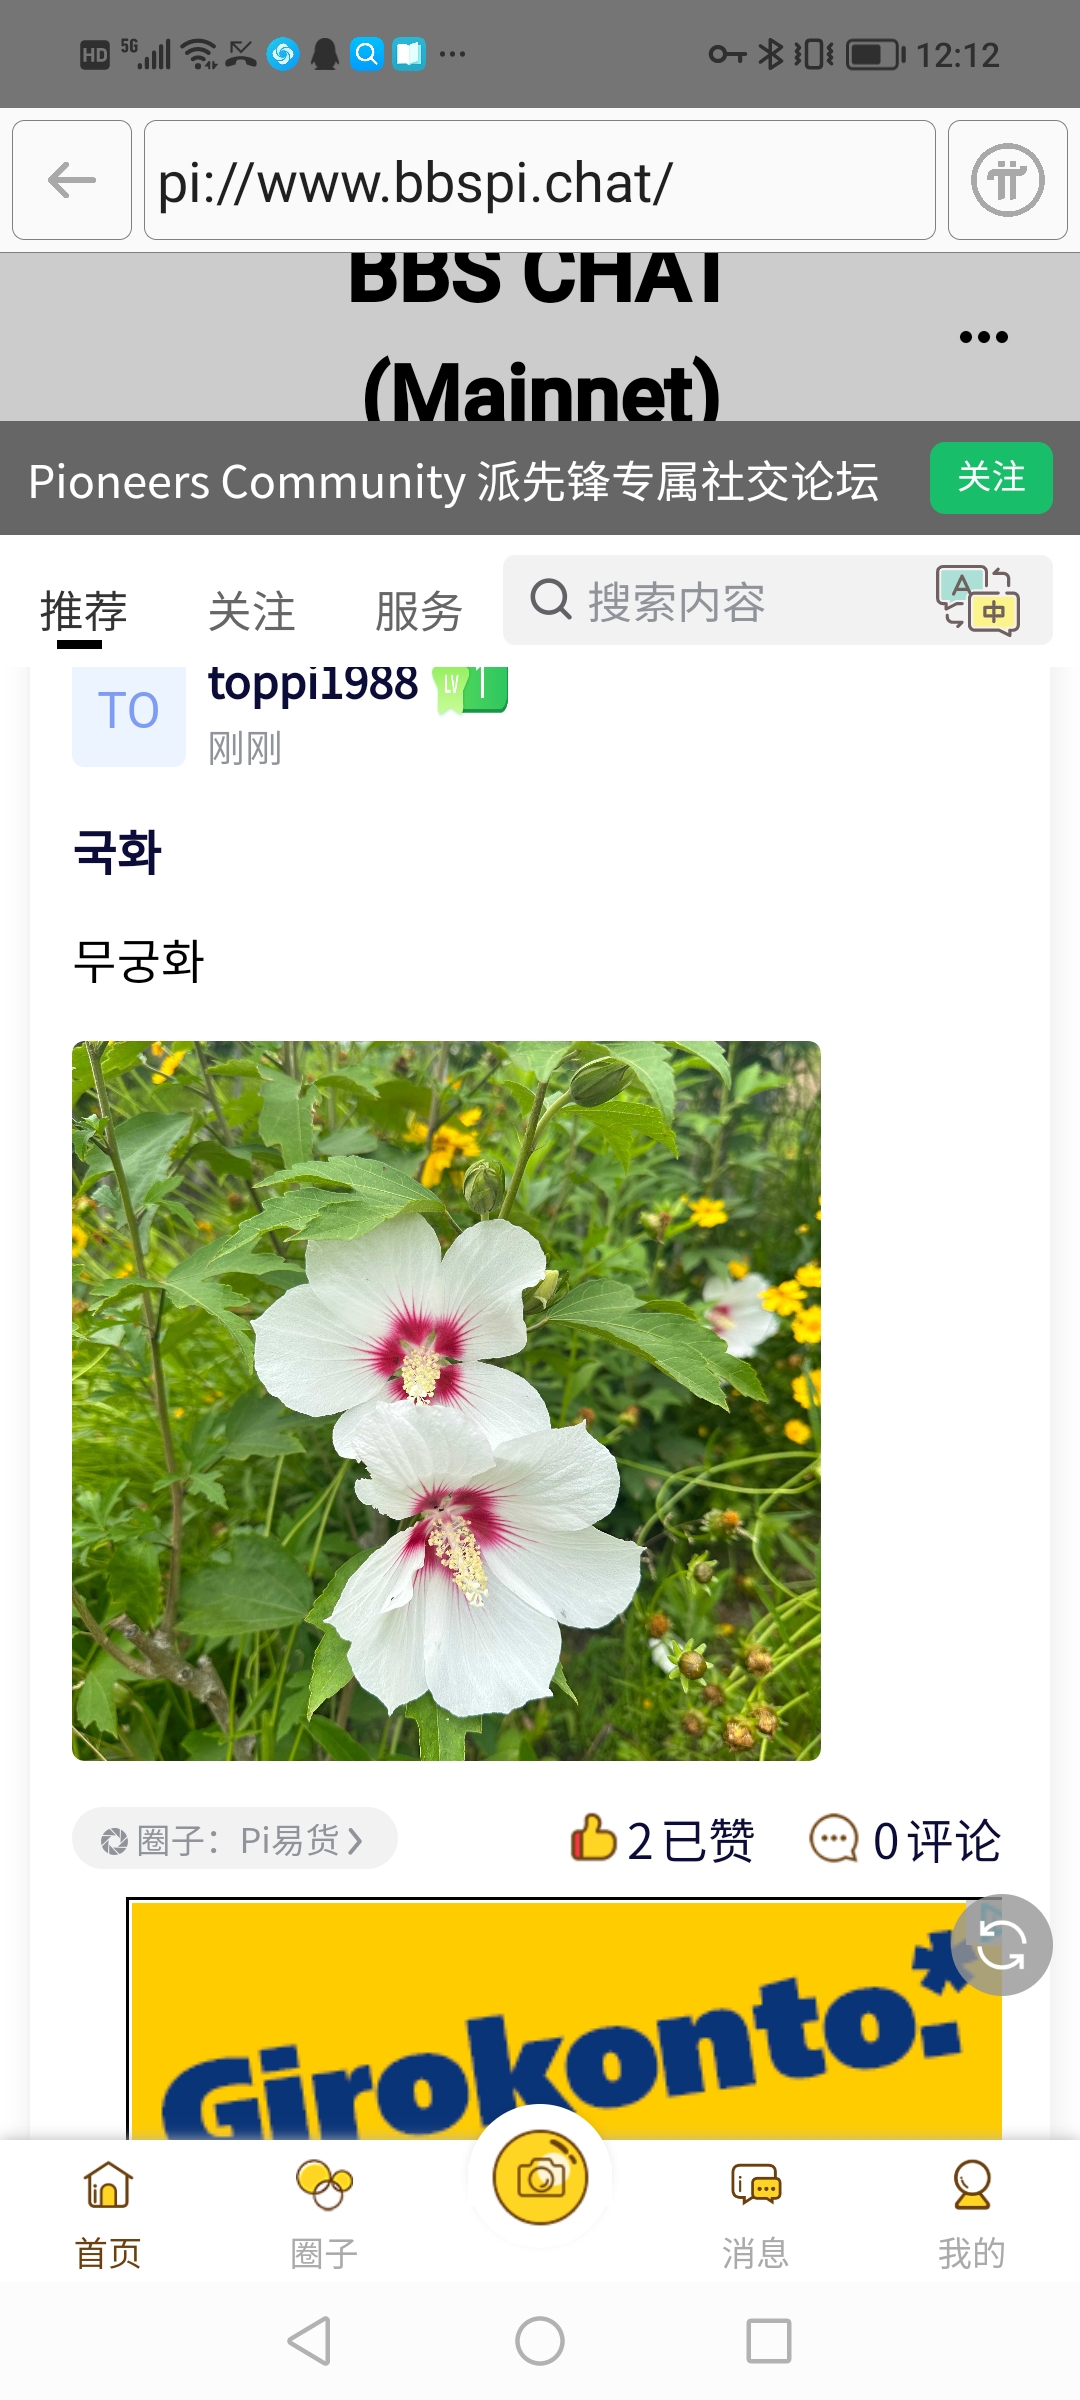 HD 5G 12:12
pi://www.bbspi.chat/
BBS CHAT
(Mainnet)
Pioneers Community 派先锋专属社交论坛 关注
推荐 关注 服务 搜索内容 A 中
TO toppi1988 LV 1
刚刚
국화
무궁화
圈子：Pi易货 2已赞 0评论
Girokonto.*
首页 圈子 消息 我的